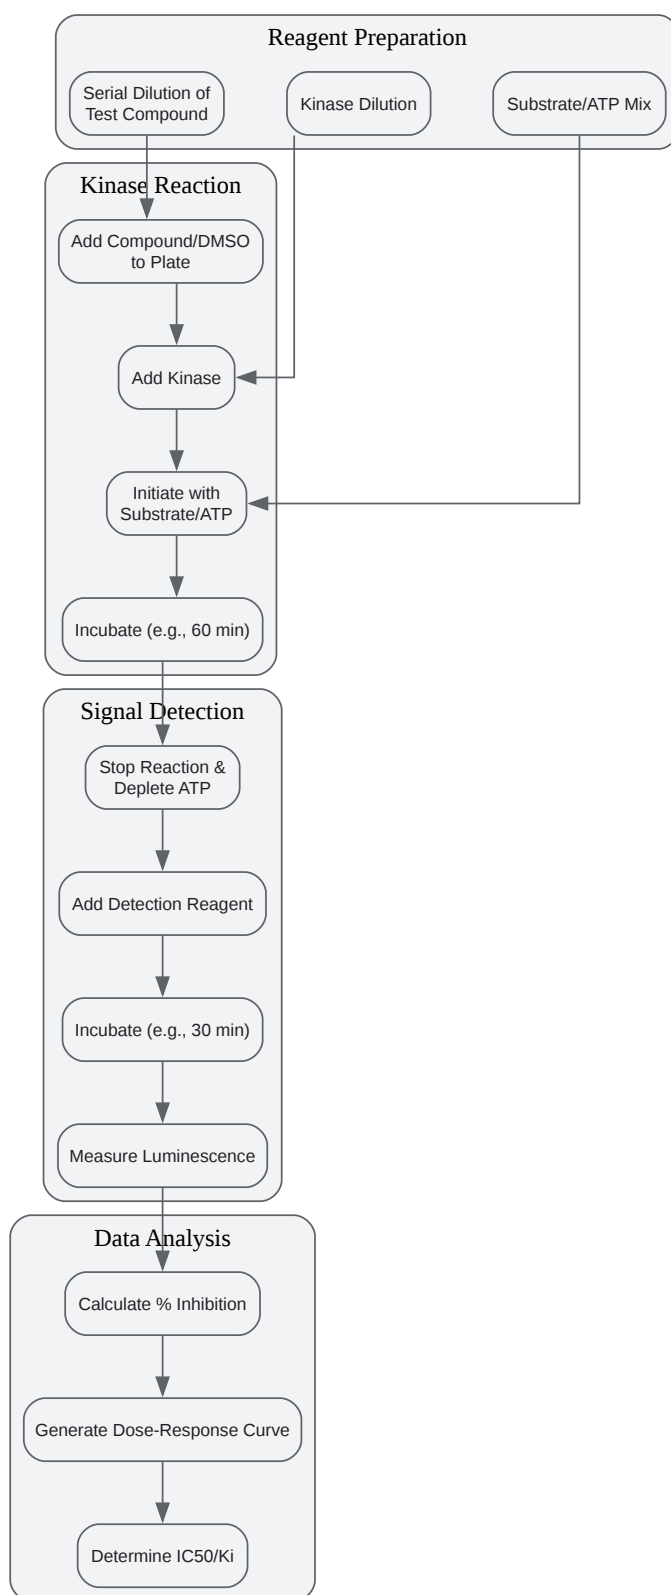 Reagent Preparation
Serial Dilution of
Test Compound
Kinase Dilution
Substrate/ATP Mix
Kinase Reaction
Add Compound/DMSO
to Plate
Add Kinase
Initiate with
Substrate/ATP
Incubate (e.g., 60 min)
Signal Detection
Stop Reaction &
Deplete ATP
Add Detection Reagent
Incubate (e.g., 30 min)
Measure Luminescence
Data Analysis
Calculate % Inhibition
Generate Dose-Response Curve
Determine IC50/Ki